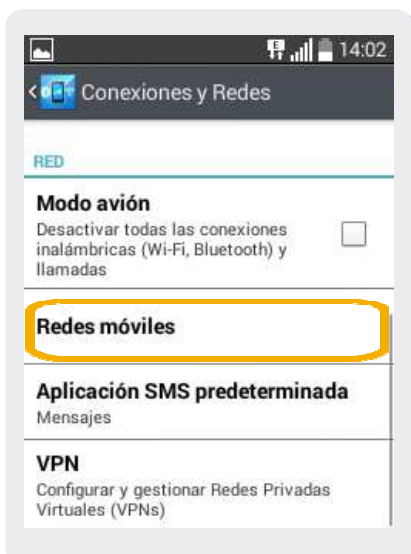 14:02
Conexiones y Redes
RED
Modo avión
Desactivar todas las conexiones
inalámbricas (Wi-Fi, Bluetooth) y
llamadas
Redes móviles
Aplicación SMS predeterminada
Mensajes
VPN
Configurar y gestionar Redes Privadas
Virtuales (VPNs)